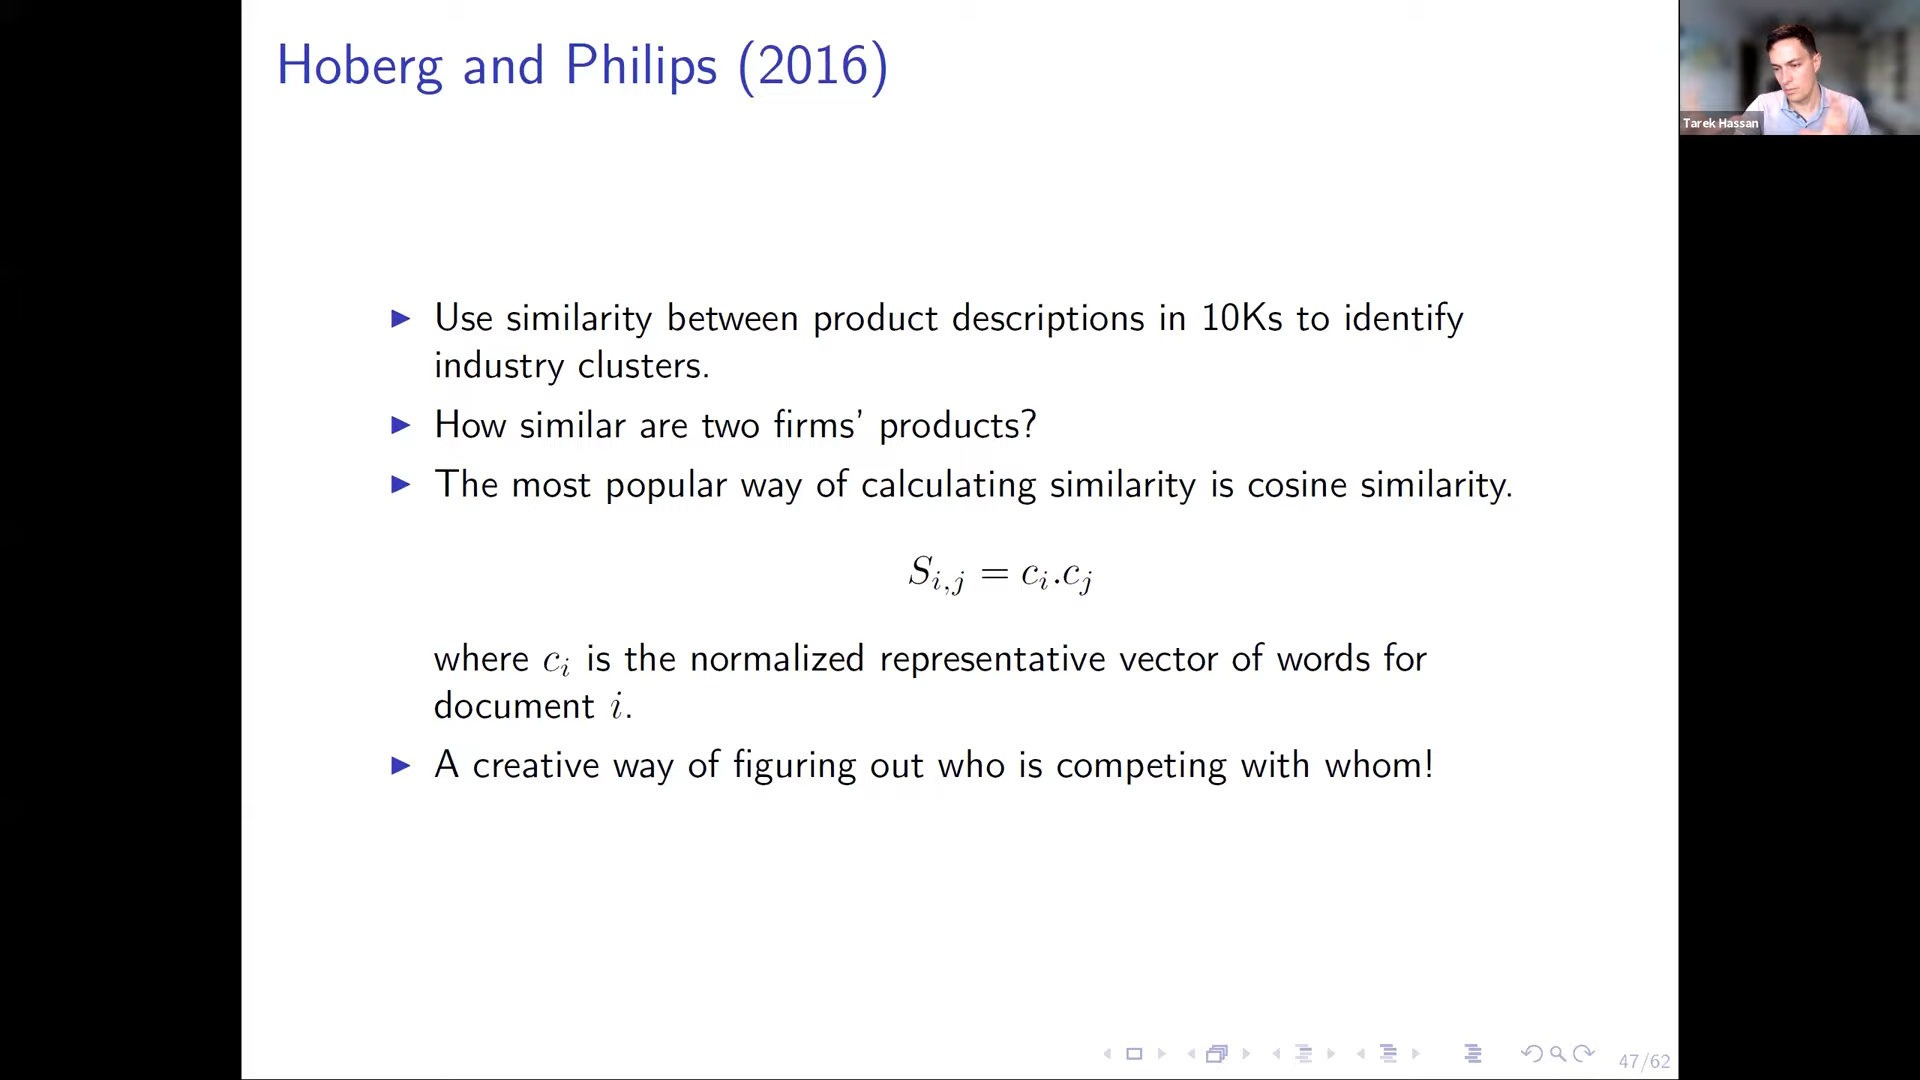 Hoberg and Philips (2016)
Tarek Hassan
▶ Use similarity between product descriptions in 10Ks to identify
industry clusters.
▶ How similar are two firms’ products?
▶ The most popular way of calculating similarity is cosine similarity.
$S_{i,j} = c_i.c_j$
where $c_i$ is the normalized representative vector of words for
document $i$.
▶ A creative way of figuring out who is competing with whom!
47/62